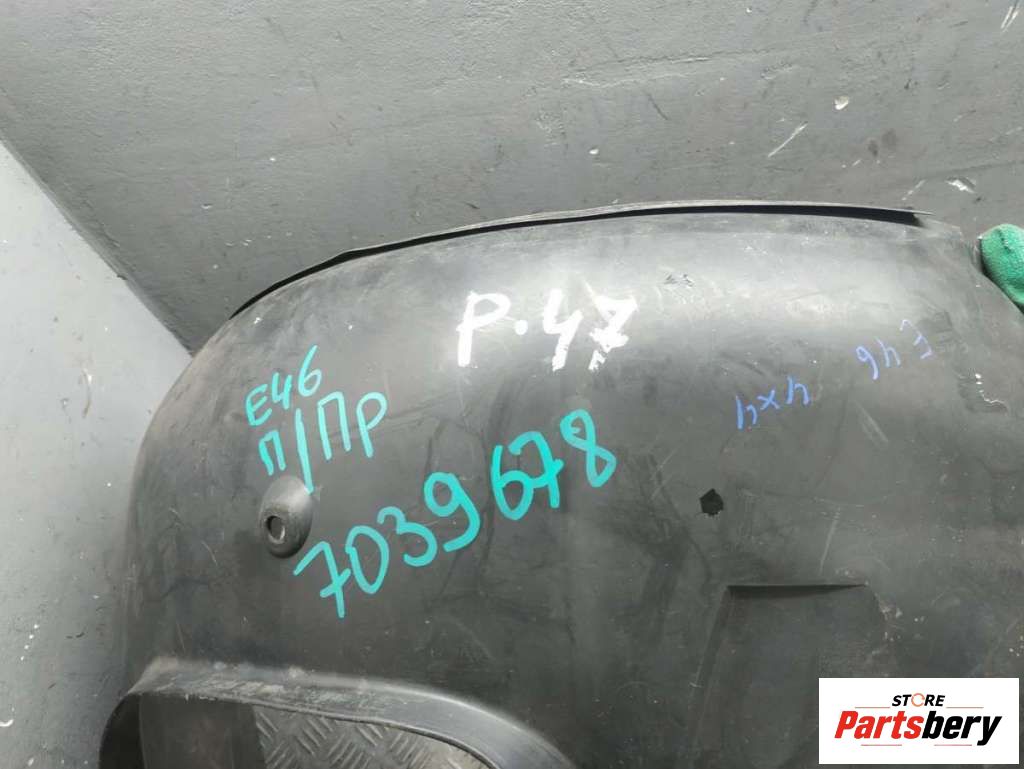 P.47
E46
П/Пр
7039678
E46
4x4
STORE
Partsbery